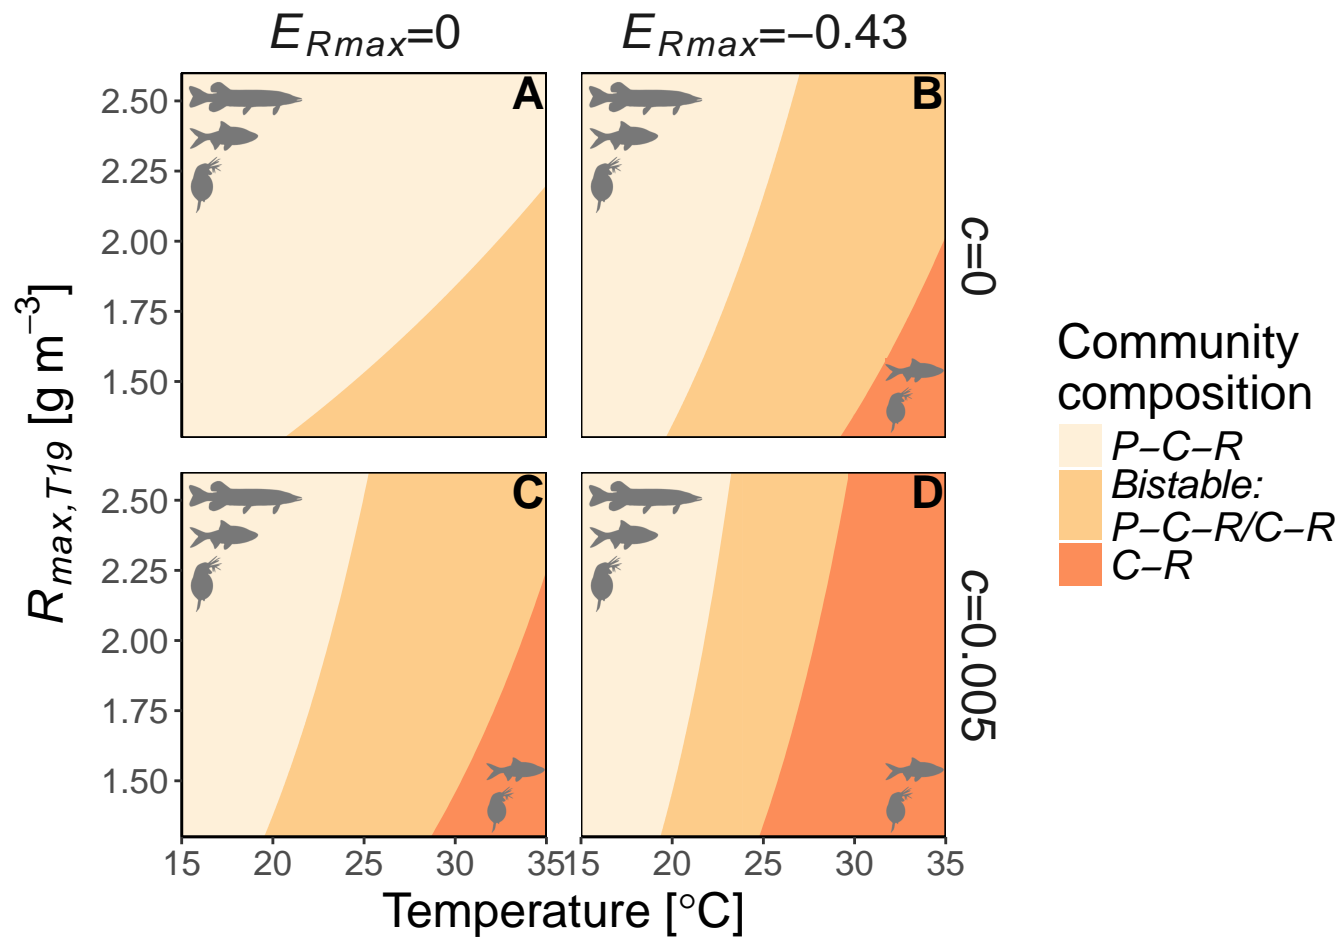 E_Rmax=0
E_Rmax=−0.43
A
B
C
D
c=0
c=0.005
2.50
2.25
2.00
1.75
1.50
2.50
2.25
2.00
1.75
1.50
R_max,T19 [g m⁻³]
15
20
25
30
35
15
20
25
30
35
Temperature [°C]
Community
composition
P−C−R
Bistable:
P−C−R/C−R
C−R